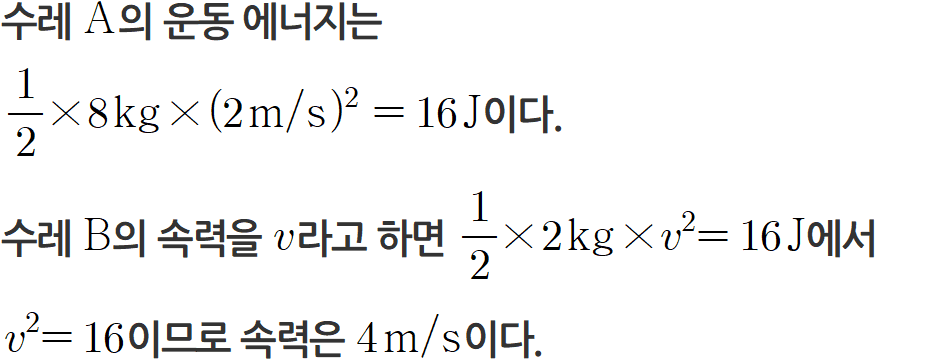 수레 A의 운동 에너지는
1/2 × 8 kg × (2 m/s)² = 16 J이다.
수레 B의 속력을 v라고 하면 1/2 × 2 kg × v² = 16 J에서
v² = 16이므로 속력은 4 m/s이다.